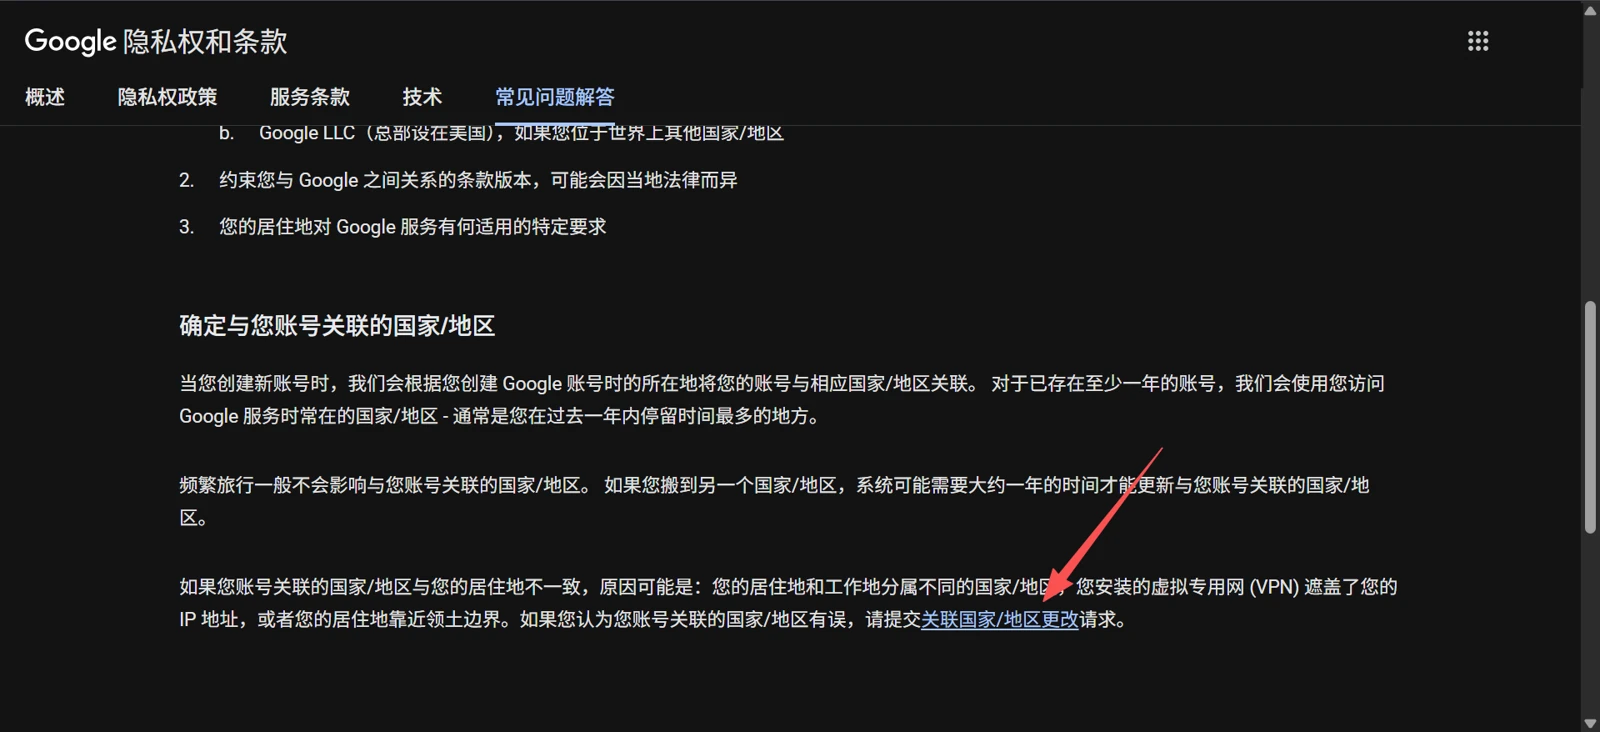 Google 隐私权和条款
概述 隐私权政策 服务条款 技术 常见问题解答
b. Google LLC（总部设在美国），如果您位于世界上其他国家/地区
2. 约束您与 Google 之间关系的条款版本，可能会因当地法律而异
3. 您的居住地对 Google 服务有何适用的特定要求
确定与您账号关联的国家/地区
当您创建新账号时，我们会根据您创建 Google 账号时的所在地将您的账号与相应国家/地区关联。 对于已存在至少一年的账号，我们会使用您访问
Google 服务时常在的国家/地区 - 通常是您在过去一年内停留时间最多的地方。
频繁旅行一般不会影响与您账号关联的国家/地区。 如果您搬到另一个国家/地区，系统可能需要大约一年的时间才能更新与您账号关联的国家/地
区。
如果您账号关联的国家/地区与您的居住地不一致，原因可能是：您的居住地和工作地分属不同的国家/地区，您安装的虚拟专用网 (VPN) 遮盖了您的
IP 地址，或者您的居住地靠近领土边界。如果您认为您账号关联的国家/地区有误，请提交关联国家/地区更改请求。